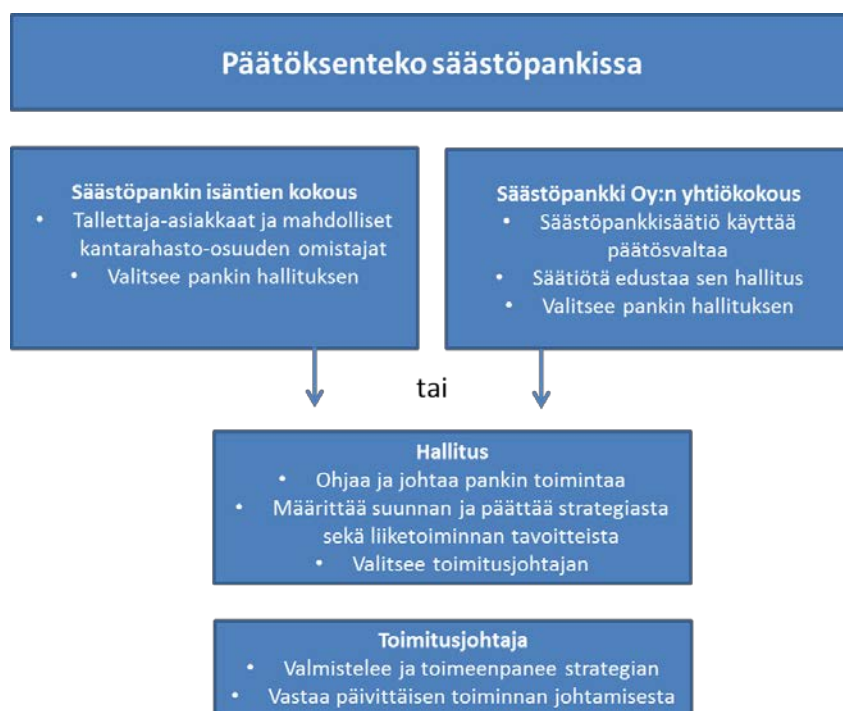 Päätöksenteko säästöpankissa
Säästöpankin isäntien kokous
• Tallettaja-asiakkaat ja mahdolliset
kantarahasto-osuuden omistajat
• Valitsee pankin hallituksen
Säästöpankki Oy:n yhtiökokous
• Säästöpankkisäätiö käyttää
päätösvaltaa
• Säätiötä edustaa sen hallitus
• Valitsee pankin hallituksen
tai
Hallitus
• Ohjaa ja johtaa pankin toimintaa
• Määrittää suunnan ja päättää strategiasta
sekä liiketoiminnan tavoitteista
• Valitsee toimitusjohtajan
Toimitusjohtaja
• Valmistelee ja toimeenpanee strategian
• Vastaa päivittäisen toiminnan johtamisesta